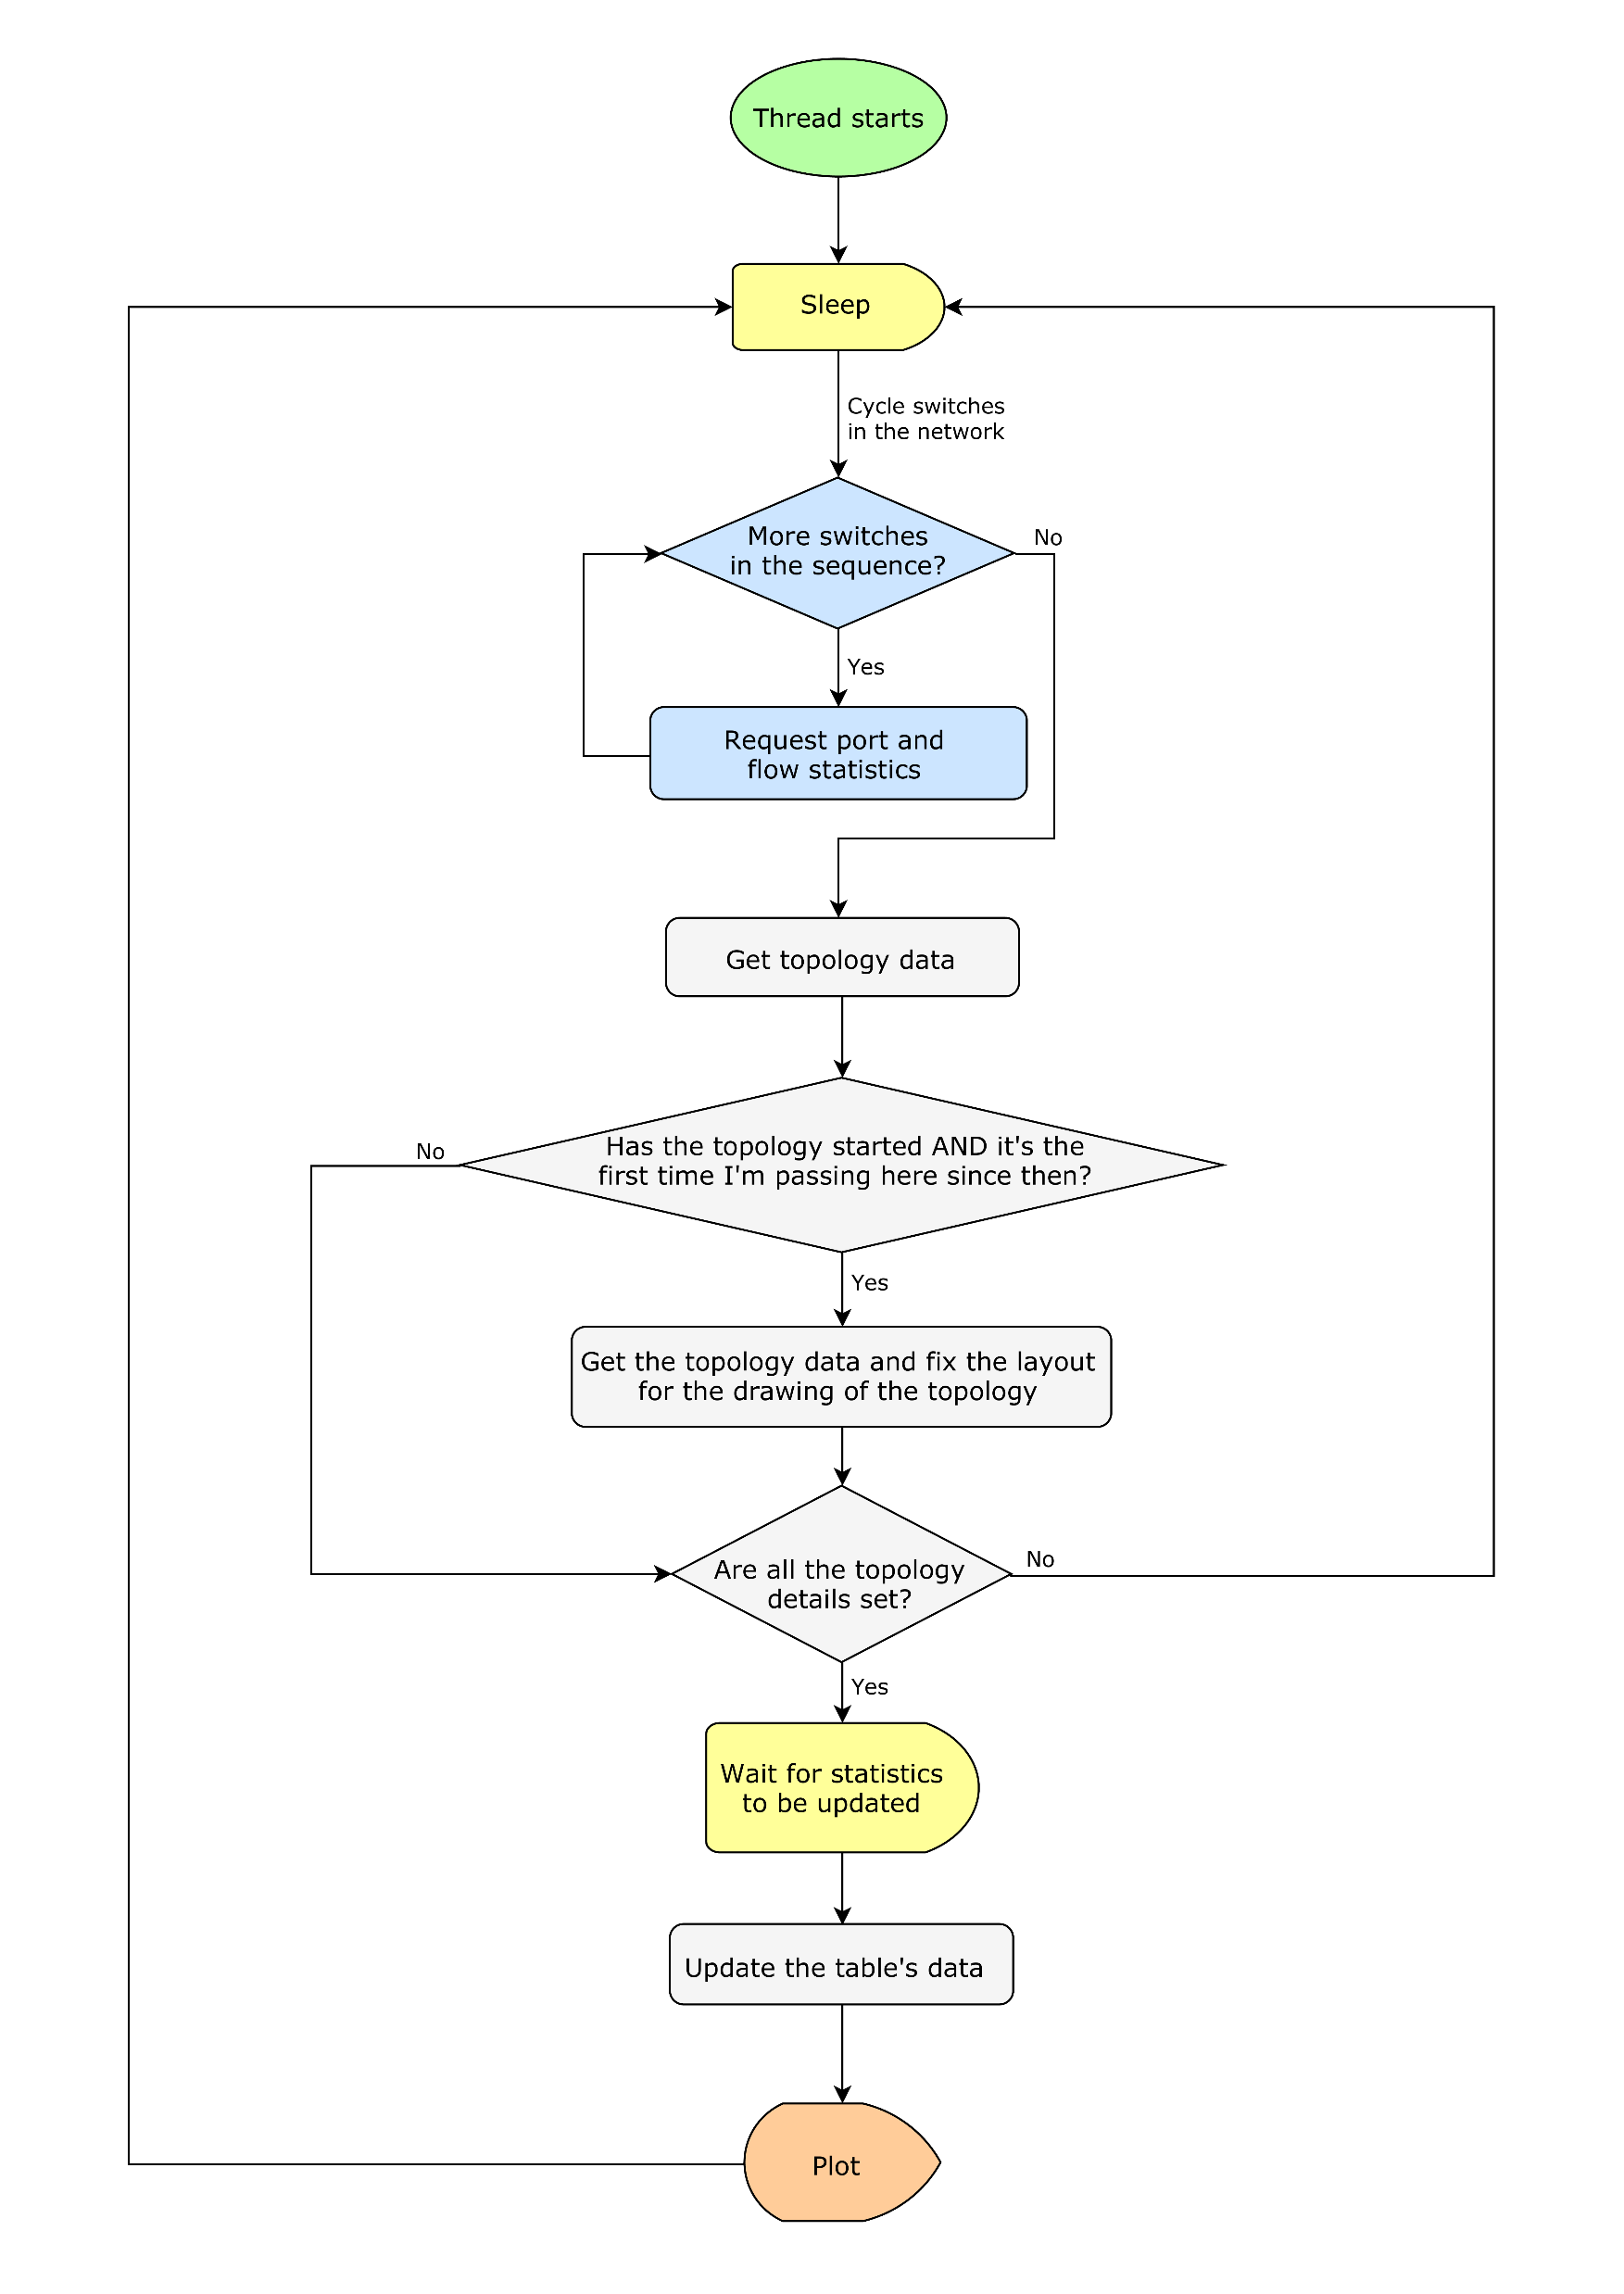 Thread starts
Sleep
Cycle switches
in the network
More switches
in the sequence?
No
Yes
Request port and
flow statistics
Get topology data
Has the topology started AND it's the
first time I'm passing here since then?
No
Yes
Get the topology data and fix the layout
for the drawing of the topology
Are all the topology
details set?
No
Yes
Wait for statistics
to be updated
Update the table's data
Plot